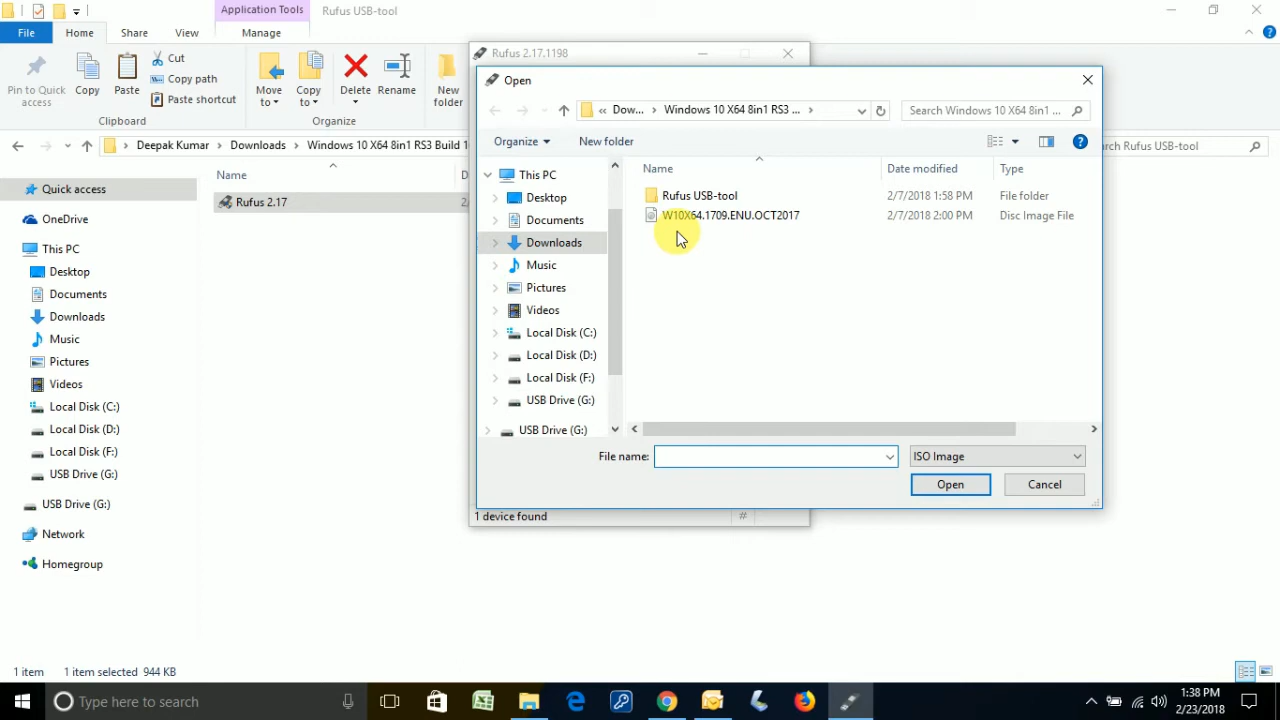 Application Tools
Rufus USB-tool
File
Home
Share
View
Manage
Pin to Quick access
Copy
Paste
Cut
Copy path
Paste shortcut
Move to
Copy to
Delete
Rename
New folder
Clipboard
Organize
Deepak Kumar
Downloads
Windows 10 X64 8in1 RS3 Build 1
rch Rufus USB-tool
Quick access
OneDrive
This PC
Desktop
Documents
Downloads
Music
Pictures
Videos
Local Disk (C:)
Local Disk (D:)
Local Disk (F:)
USB Drive (G:)
USB Drive (G:)
Network
Homegroup
Name
D
Rufus 2.17
2/
Rufus 2.17.1198
Open
« Dow...
Windows 10 X64 8in1 RS3 ...
Search Windows 10 X64 8in1 ...
Organize
New folder
This PC
Desktop
Documents
Downloads
Music
Pictures
Videos
Local Disk (C:)
Local Disk (D:)
Local Disk (F:)
USB Drive (G:)
USB Drive (G:)
Name Date modified Type
Rufus USB-tool 2/7/2018 1:58 PM File folder
W10X64.1709.ENU.OCT2017 2/7/2018 2:00 PM Disc Image File
File name:
ISO Image
Open
Cancel
1 device found
#
1 item
1 item selected 944 KB
Type here to search
1:38 PM
2/23/2018